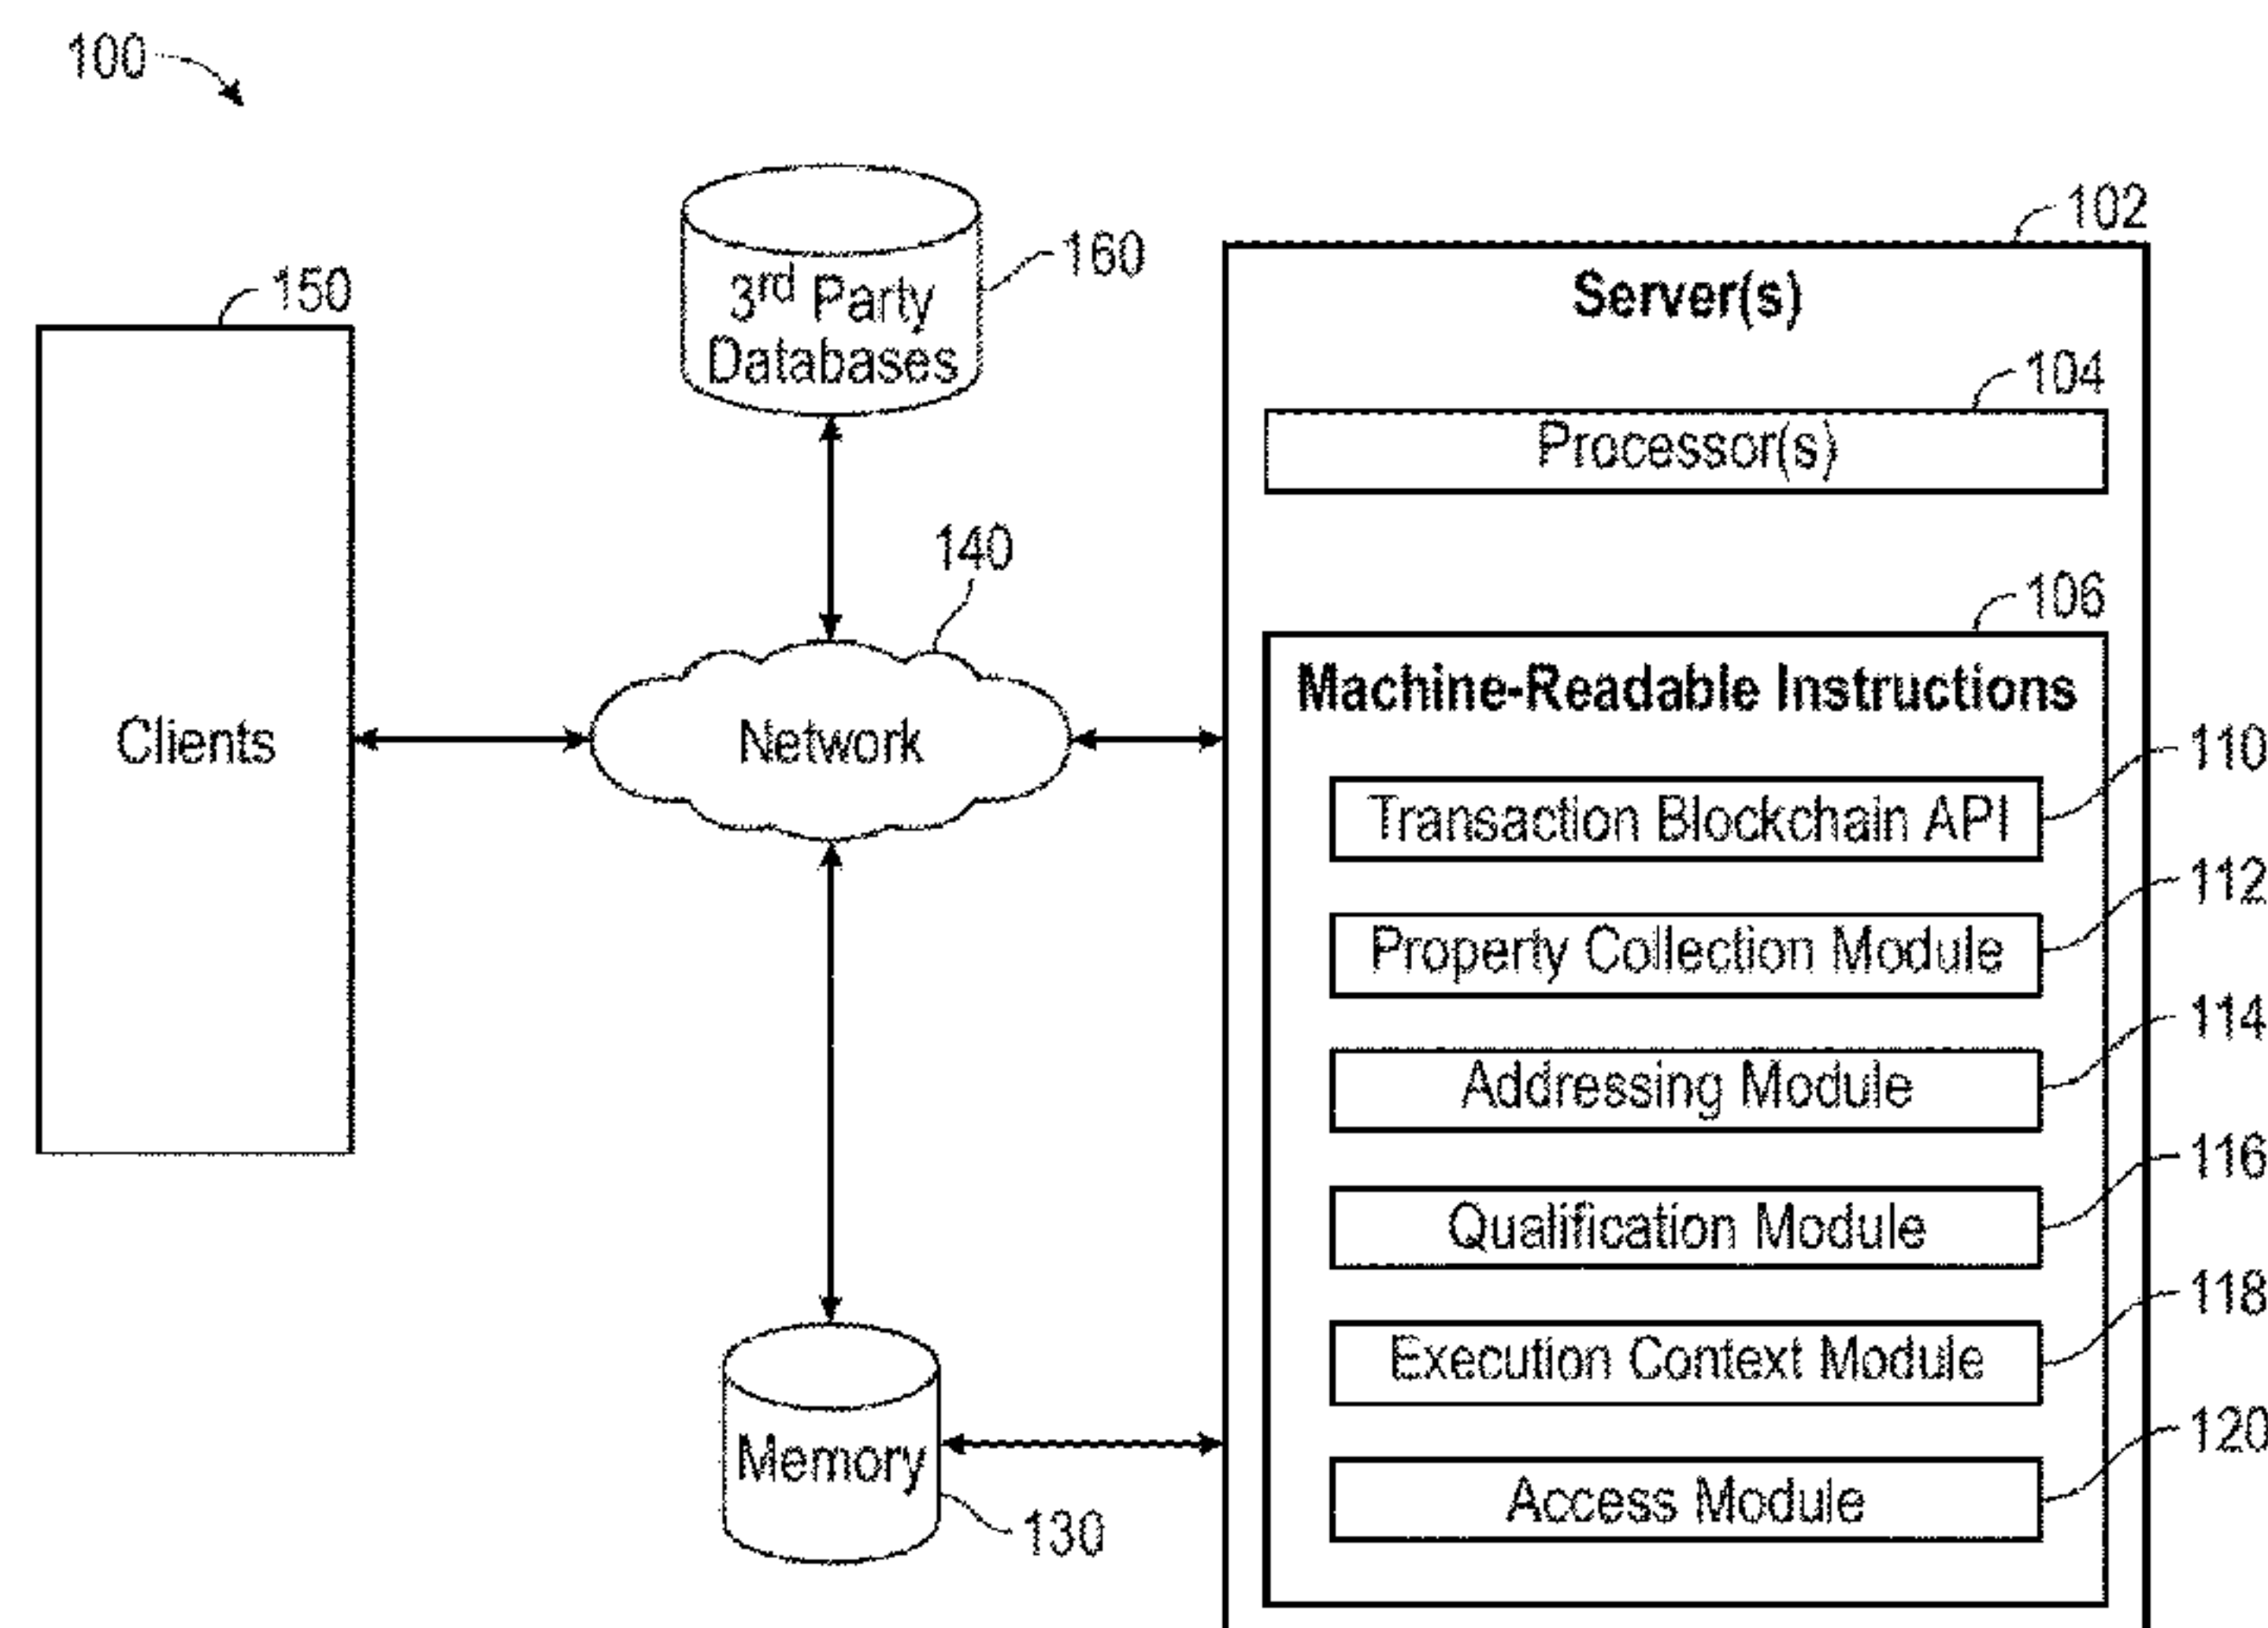 100
102
160
3rd Party
Databases
150
Server(s)
104
Processor(s)
140
106
Machine-Readable Instructions
Clients
Network
110
Transaction Blockchain API
112
Property Collection Module
114
Addressing Module
116
Qualification Module
118
Execution Context Module
120
Memory
Access Module
130